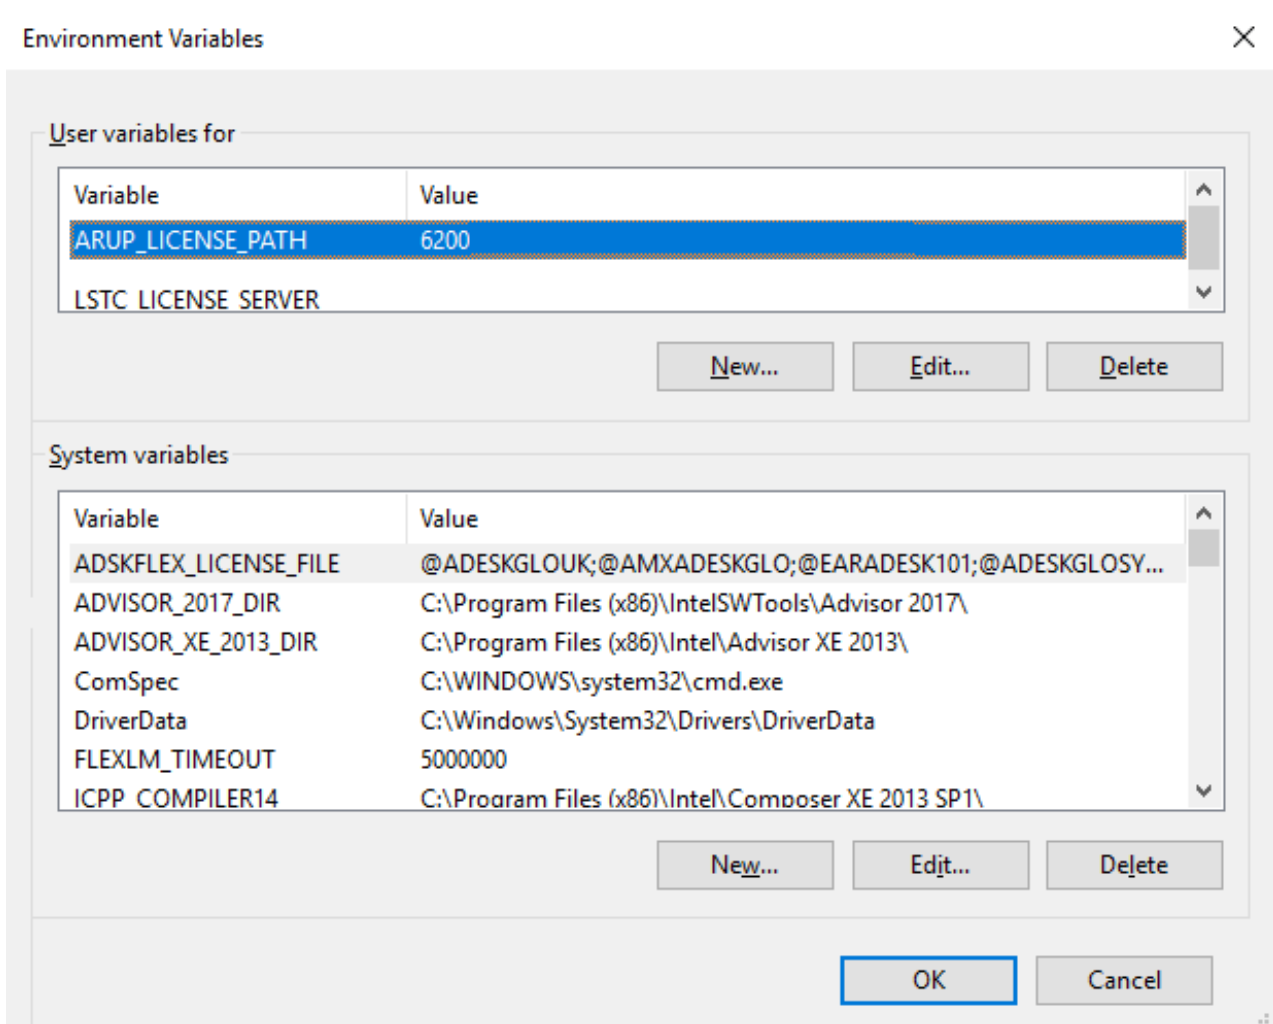 Environment Variables
User variables for
Variable Value
ARUP_LICENSE_PATH 6200
LSTC_LICENSE_SERVER
New... Edit... Delete
System variables
Variable Value
ADSKFLEX_LICENSE_FILE @ADESKGLOUK;@AMXADESKGLO;@EARADESK101;@ADESKGLOSY...
ADVISOR_2017_DIR C:\Program Files (x86)\IntelSWTools\Advisor 2017\
ADVISOR_XE_2013_DIR C:\Program Files (x86)\Intel\Advisor XE 2013\
ComSpec C:\WINDOWS\system32\cmd.exe
DriverData C:\Windows\System32\Drivers\DriverData
FLEXLM_TIMEOUT 5000000
ICPP_COMPILER14 C:\Program Files (x86)\Intel\Composer XE 2013 SP1\
New... Edit... Delete
OK Cancel